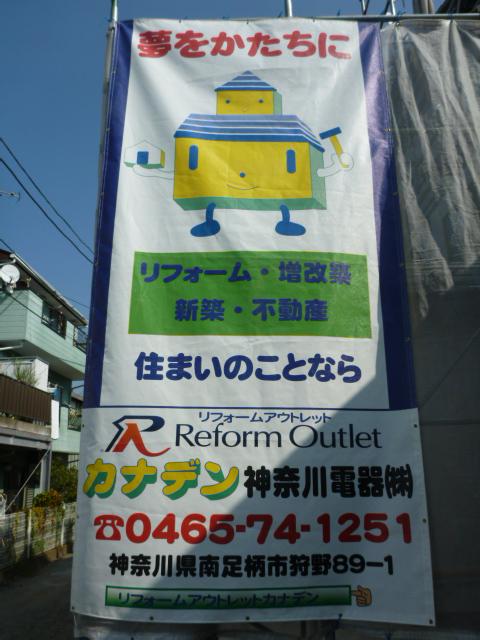 夢をかたちに
リフォーム・増改築
新築・不動産
住まいのことなら
リフォームアウトレット
Reform Outlet
カナデン 神奈川電器㈱
☎0465-74-1251
神奈川県南足柄市狩野89-1
リフォームアウトレットカナデン